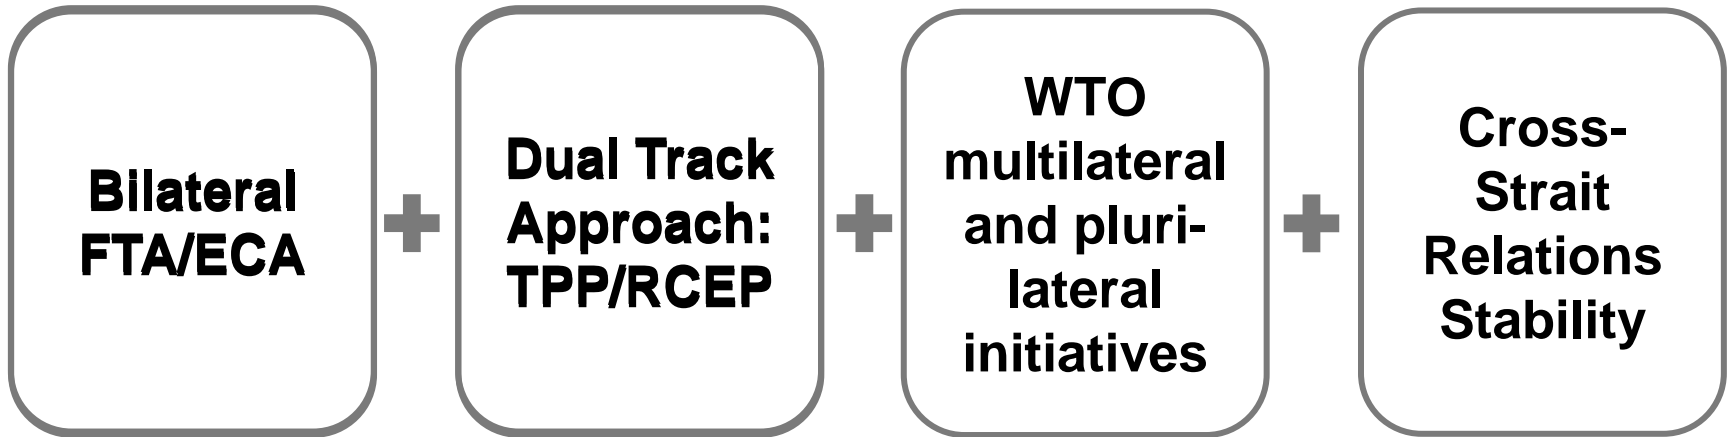 Bilateral
FTA/ECA
Dual Track
Approach:
TPP/RCEP
WTO
multilateral
and pluri-
lateral
initiatives
Cross-
Strait
Relations
Stability